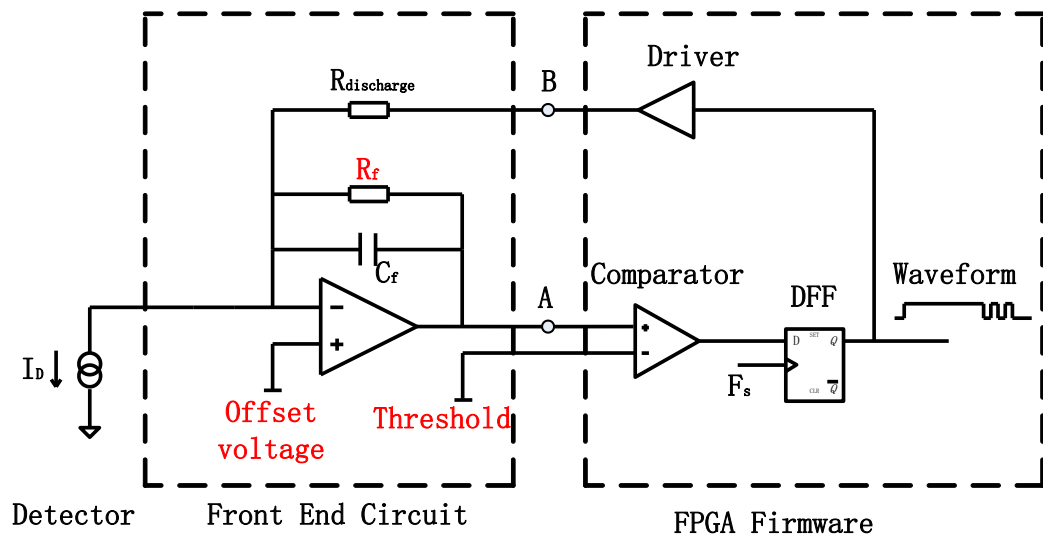 Driver
Rdischarge
B
Rf
Cf
Comparator
Waveform
A
DFF
D
SET
Q
ID
Fs
CLR
Q
Offset
voltage
Threshold
Detector
Front End Circuit
FPGA Firmware